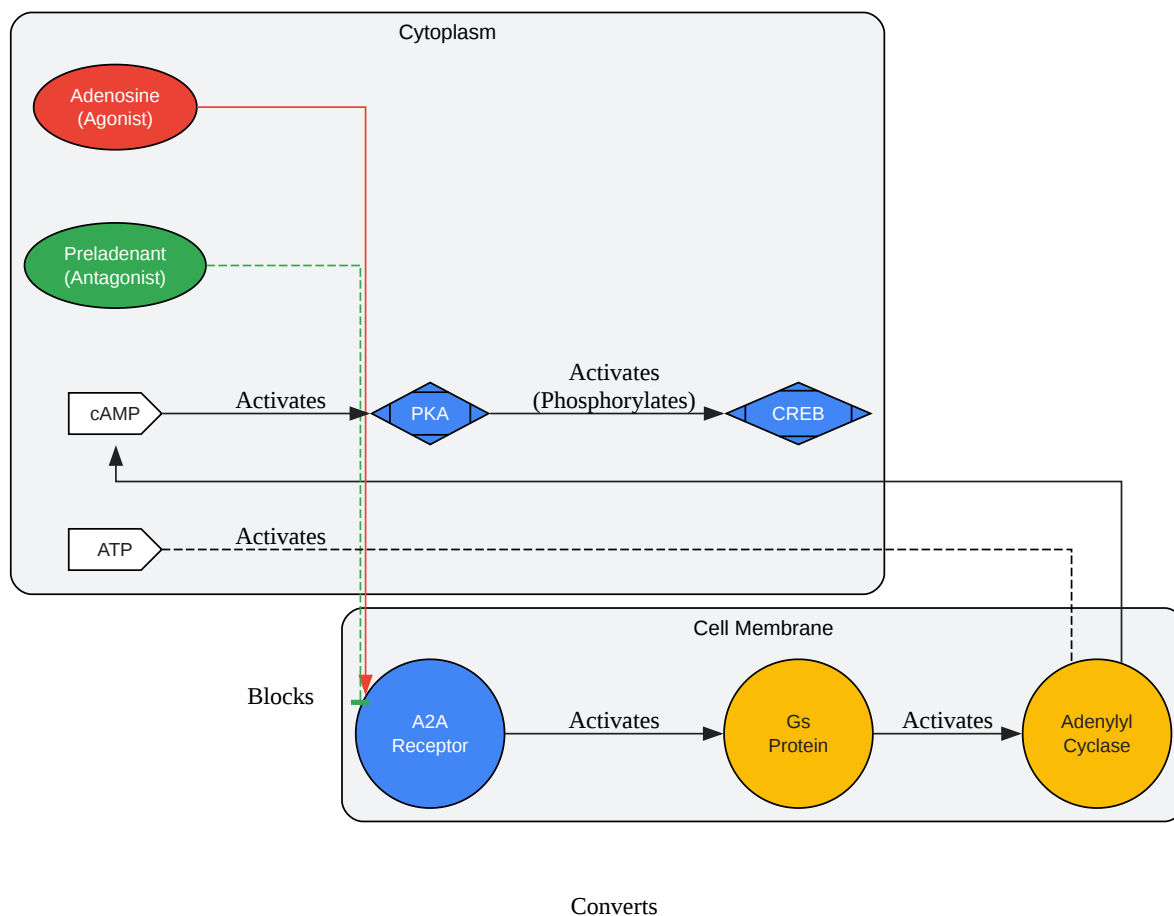 Cytoplasm
Adenosine
(Agonist)
Preladenant
(Antagonist)
cAMP
Activates
PKA
Activates
(Phosphorylates)
CREB
ATP
Activates
Cell Membrane
Blocks
A2A
Receptor
Activates
Gs
Protein
Activates
Adenylyl
Cyclase
Converts